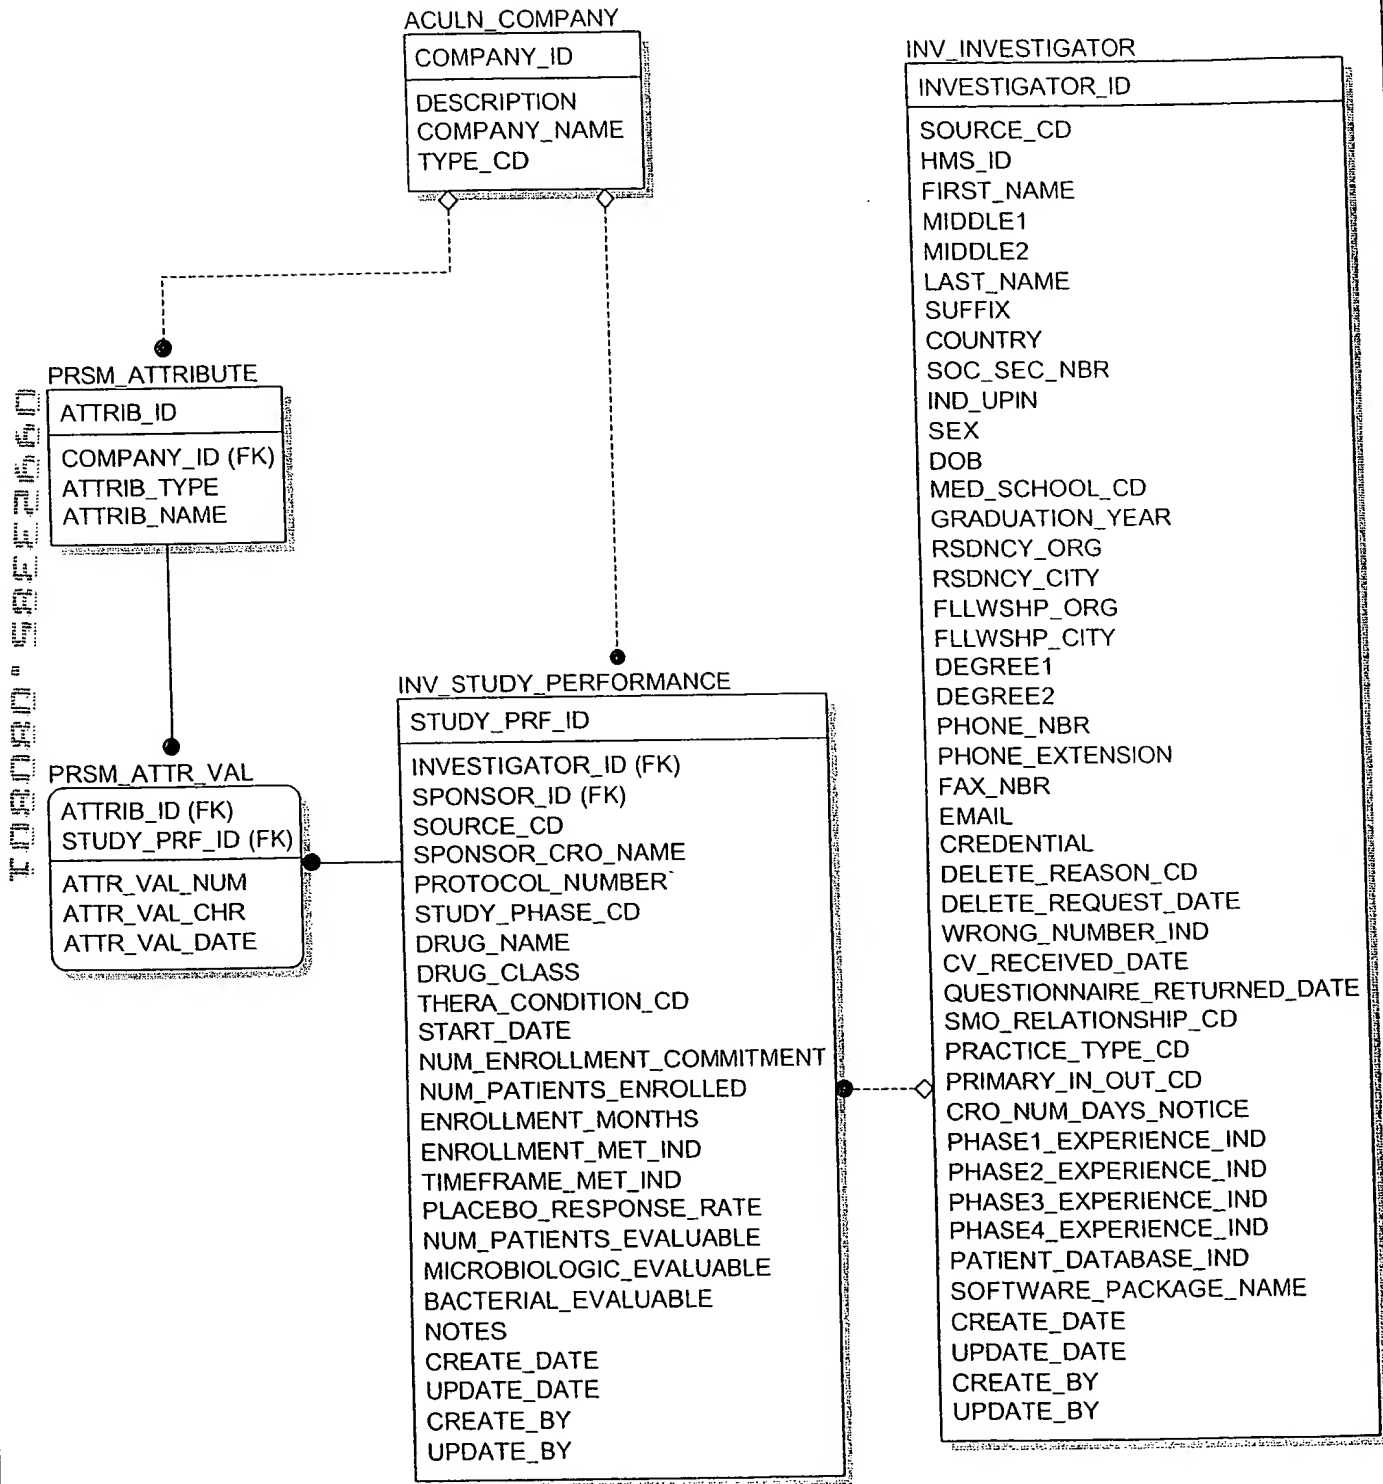 ACULN_COMPANY
COMPANY_ID
DESCRIPTION
COMPANY_NAME
TYPE_CD
PRSM_ATTRIBUTE
ATTRIB_ID
COMPANY_ID (FK)
ATTRIB_TYPE
ATTRIB_NAME
PRSM_ATTR_VAL
ATTRIB_ID (FK)
STUDY_PRF_ID (FK)
ATTR_VAL_NUM
ATTR_VAL_CHR
ATTR_VAL_DATE
INV_STUDY_PERFORMANCE
STUDY_PRF_ID
INVESTIGATOR_ID (FK)
SPONSOR_ID (FK)
SOURCE_CD
SPONSOR_CRO_NAME
PROTOCOL_NUMBER
STUDY_PHASE_CD
DRUG_NAME
DRUG_CLASS
THERA_CONDITION_CD
START_DATE
NUM_ENROLLMENT_COMMITMENT
NUM_PATIENTS_ENROLLED
ENROLLMENT_MONTHS
ENROLLMENT_MET_IND
TIMEFRAME_MET_IND
PLACEBO_RESPONSE_RATE
NUM_PATIENTS_EVALUABLE
MICROBIOLOGIC_EVALUABLE
BACTERIAL_EVALUABLE
NOTES
CREATE_DATE
UPDATE_DATE
CREATE_BY
UPDATE_BY
INV_INVESTIGATOR
INVESTIGATOR_ID
SOURCE_CD
HMS_ID
FIRST_NAME
MIDDLE1
MIDDLE2
LAST_NAME
SUFFIX
COUNTRY
SOC_SEC_NBR
IND_UPIN
SEX
DOB
MED_SCHOOL_CD
GRADUATION_YEAR
RSDNCY_ORG
RSDNCY_CITY
FLLWSHP_ORG
FLLWSHP_CITY
DEGREE1
DEGREE2
PHONE_NBR
PHONE_EXTENSION
FAX_NBR
EMAIL
CREDENTIAL
DELETE_REASON_CD
DELETE_REQUEST_DATE
WRONG_NUMBER_IND
CV_RECEIVED_DATE
QUESTIONNAIRE_RETURNED_DATE
SMO_RELATIONSHIP_CD
PRACTICE_TYPE_CD
PRIMARY_IN_OUT_CD
CRO_NUM_DAYS_NOTICE
PHASE1_EXPERIENCE_IND
PHASE2_EXPERIENCE_IND
PHASE3_EXPERIENCE_IND
PHASE4_EXPERIENCE_IND
PATIENT_DATABASE_IND
SOFTWARE_PACKAGE_NAME
CREATE_DATE
UPDATE_DATE
CREATE_BY
UPDATE_BY